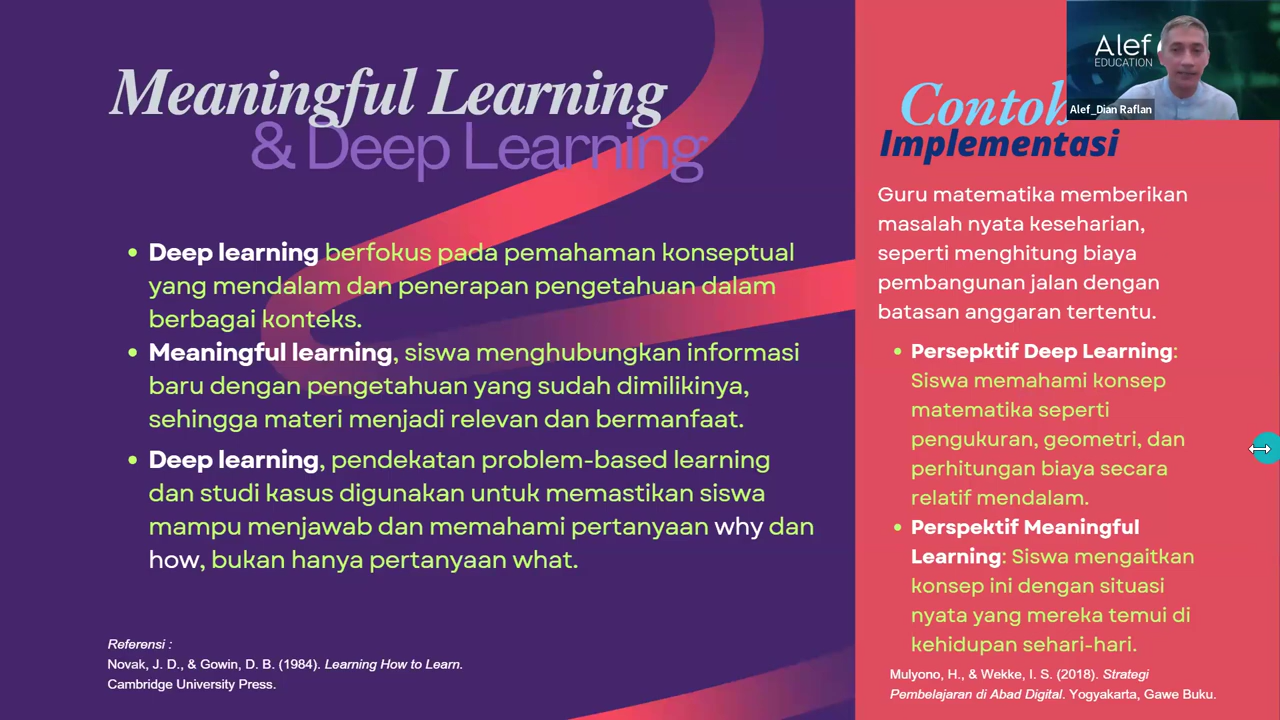 Meaningful Learning
& Deep Learning
Deep learning berfokus pada pemahaman konseptual
yang mendalam dan penerapan pengetahuan dalam
berbagai konteks.
Meaningful learning, siswa menghubungkan informasi
baru dengan pengetahuan yang sudah dimilikinya,
sehingga materi menjadi relevan dan bermanfaat.
Deep learning, pendekatan problem-based learning
dan studi kasus digunakan untuk memastikan siswa
mampu menjawab dan memahami pertanyaan why dan
how, bukan hanya pertanyaan what.
Referensi :
Novak, J. D., & Gowin, D. B. (1984). Learning How to Learn.
Cambridge University Press.
Alef
EDUCATION
Alef_Dian Raflan
Contoh
Implementasi
Guru matematika memberikan
masalah nyata keseharian,
seperti menghitung biaya
pembangunan jalan dengan
batasan anggaran tertentu.
Persepktif Deep Learning:
Siswa memahami konsep
matematika seperti
pengukuran, geometri, dan
perhitungan biaya secara
relatif mendalam.
Perspektif Meaningful
Learning: Siswa mengaitkan
konsep ini dengan situasi
nyata yang mereka temui di
kehidupan sehari-hari.
Mulyono, H., & Wekke, I. S. (2018). Strategi
Pembelajaran di Abad Digital. Yogyakarta, Gawe Buku.